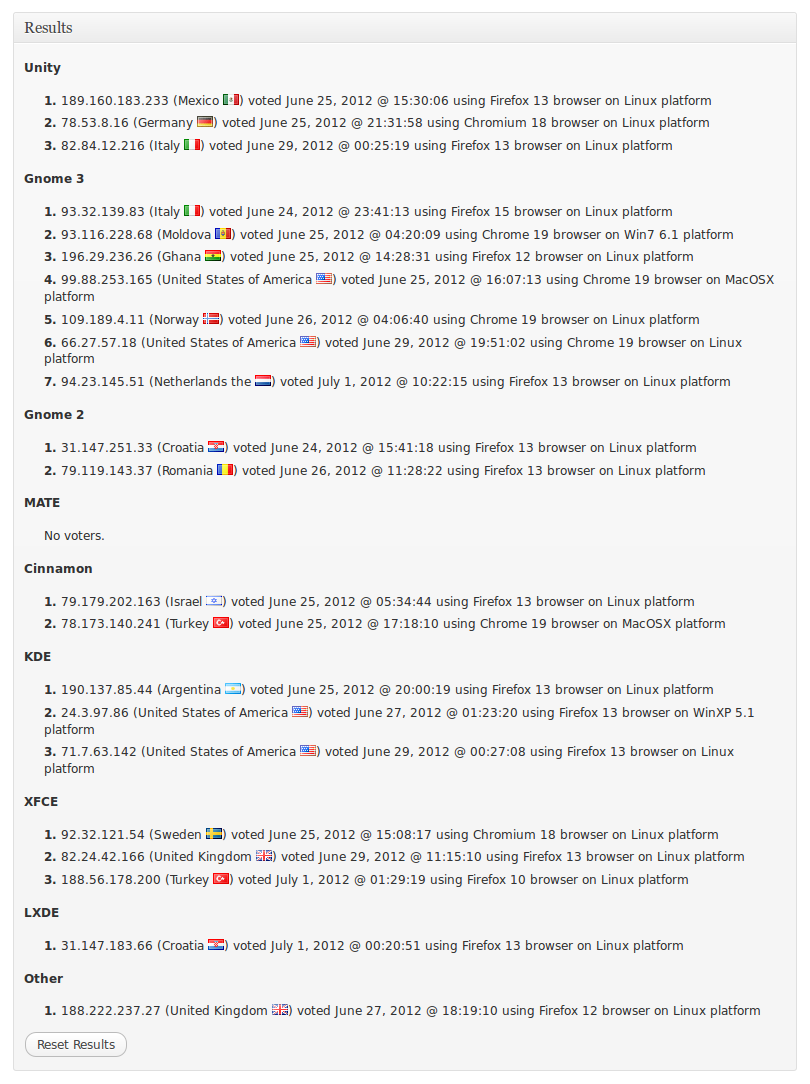 Results
Unity
1. 189.160.183.233 (Mexico) voted June 25, 2012 @ 15:30:06 using Firefox 13 browser on Linux platform
2. 78.53.8.16 (Germany) voted June 25, 2012 @ 21:31:58 using Chromium 18 browser on Linux platform
3. 82.84.12.216 (Italy) voted June 29, 2012 @ 00:25:19 using Firefox 13 browser on Linux platform
Gnome 3
1. 93.32.139.83 (Italy) voted June 24, 2012 @ 23:41:13 using Firefox 15 browser on Linux platform
2. 93.116.228.68 (Moldova) voted June 25, 2012 @ 04:20:09 using Chrome 19 browser on Win7 6.1 platform
3. 196.29.236.26 (Ghana) voted June 25, 2012 @ 14:28:31 using Firefox 12 browser on Linux platform
4. 99.88.253.165 (United States of America) voted June 25, 2012 @ 16:07:13 using Chrome 19 browser on MacOSX
platform
5. 109.189.4.11 (Norway) voted June 26, 2012 @ 04:06:40 using Chrome 19 browser on Linux platform
6. 66.27.57.18 (United States of America) voted June 29, 2012 @ 19:51:02 using Chrome 19 browser on Linux
platform
7. 94.23.145.51 (Netherlands the) voted July 1, 2012 @ 10:22:15 using Firefox 13 browser on Linux platform
Gnome 2
1. 31.147.251.33 (Croatia) voted June 24, 2012 @ 15:41:18 using Firefox 13 browser on Linux platform
2. 79.119.143.37 (Romania) voted June 26, 2012 @ 11:28:22 using Firefox 13 browser on Linux platform
MATE
No voters.
Cinnamon
1. 79.179.202.163 (Israel) voted June 25, 2012 @ 05:34:44 using Firefox 13 browser on Linux platform
2. 78.173.140.241 (Turkey) voted June 25, 2012 @ 17:18:10 using Chrome 19 browser on MacOSX platform
KDE
1. 190.137.85.44 (Argentina) voted June 25, 2012 @ 20:00:19 using Firefox 13 browser on Linux platform
2. 24.3.97.86 (United States of America) voted June 27, 2012 @ 01:23:20 using Firefox 13 browser on WinXP 5.1
platform
3. 71.7.63.142 (United States of America) voted June 29, 2012 @ 00:27:08 using Firefox 13 browser on Linux
platform
XFCE
1. 92.32.121.54 (Sweden) voted June 25, 2012 @ 15:08:17 using Chromium 18 browser on Linux platform
2. 82.24.42.166 (United Kingdom) voted June 29, 2012 @ 11:15:10 using Firefox 13 browser on Linux platform
3. 188.56.178.200 (Turkey) voted July 1, 2012 @ 01:29:19 using Firefox 10 browser on Linux platform
LXDE
1. 31.147.183.66 (Croatia) voted July 1, 2012 @ 00:20:51 using Firefox 13 browser on Linux platform
Other
1. 188.222.237.27 (United Kingdom) voted June 27, 2012 @ 18:19:10 using Firefox 12 browser on Linux platform
Reset Results